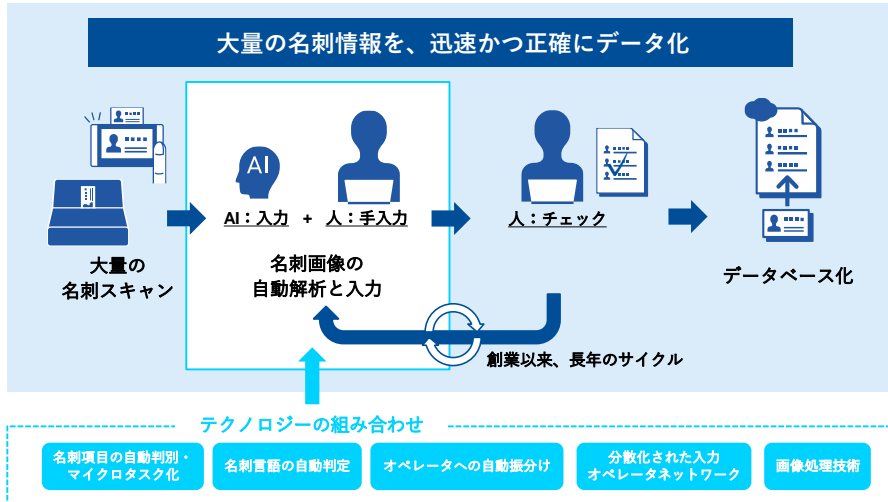 大量の名刺情報を、迅速かつ正確にデータ化
AI
AI：入力 + 人：手入力
人：チェック
大量の
名刺スキャン
名刺画像の
自動解析と入力
データベース化
創業以来、長年のサイクル
テクノロジーの組み合わせ
名刺項目の自動判別・
マイクロタスク化
名刺言語の自動判定
オペレータへの自動振分け
分散化された入力
オペレータネットワーク
画像処理技術